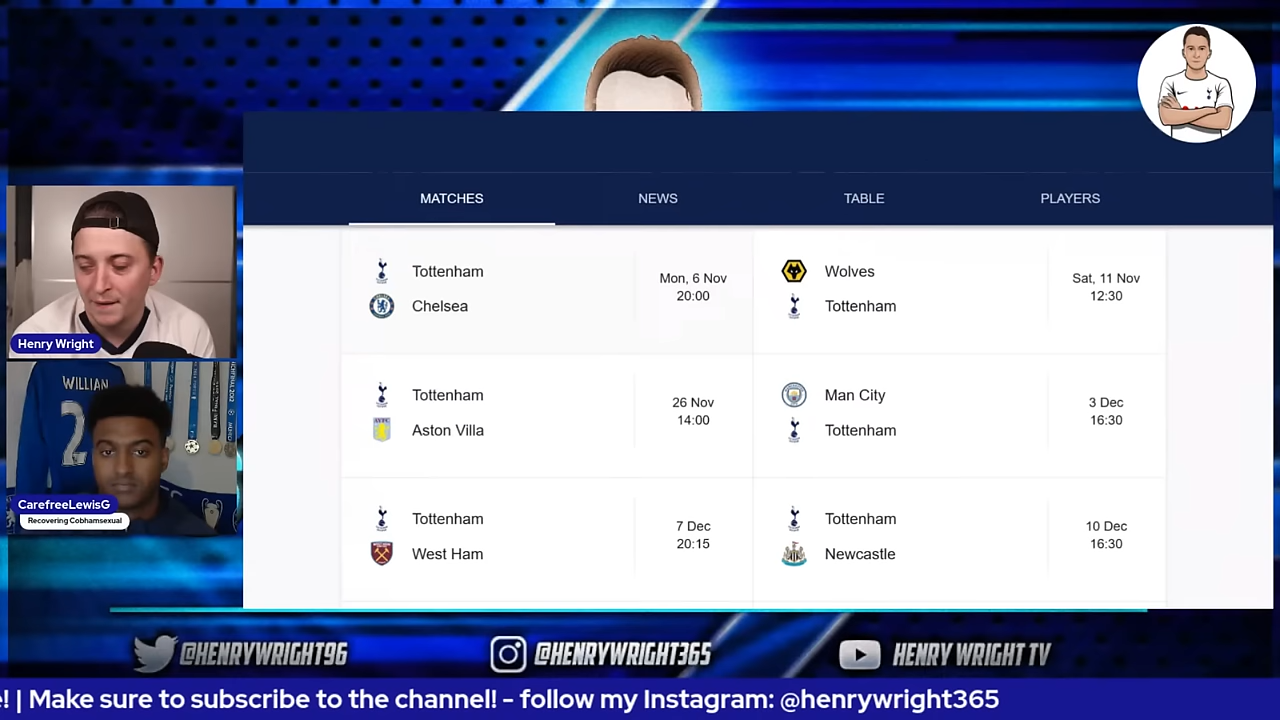 MATCHES NEWS TABLE PLAYERS
Tottenham
Chelsea
Mon, 6 Nov
20:00
Wolves
Tottenham
Sat, 11 Nov
12:30
Tottenham
Aston Villa
26 Nov
14:00
Man City
Tottenham
3 Dec
16:30
Tottenham
West Ham
7 Dec
20:15
Tottenham
Newcastle
10 Dec
16:30
Henry Wright
WILLIAN
2
CarefreeLewisG
Recovering Cobhamsexual
@HENRYWRIGHT96 @HENRYWRIGHT365 HENRY WRIGHT TV
e! | Make sure to subscribe to the channel! - follow my Instagram: @henrywright365